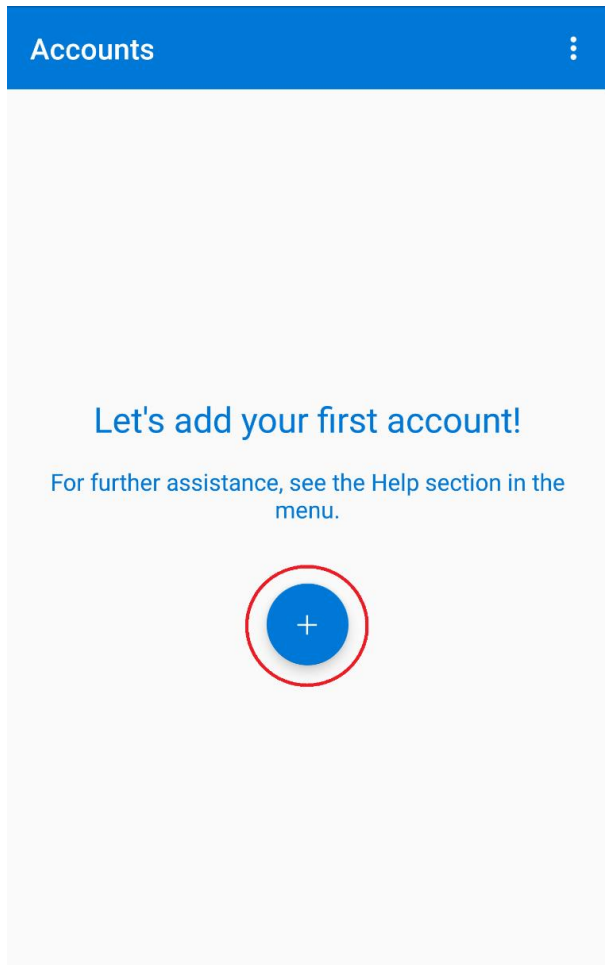 Accounts
Let's add your first account!
For further assistance, see the Help section in the
menu.
+